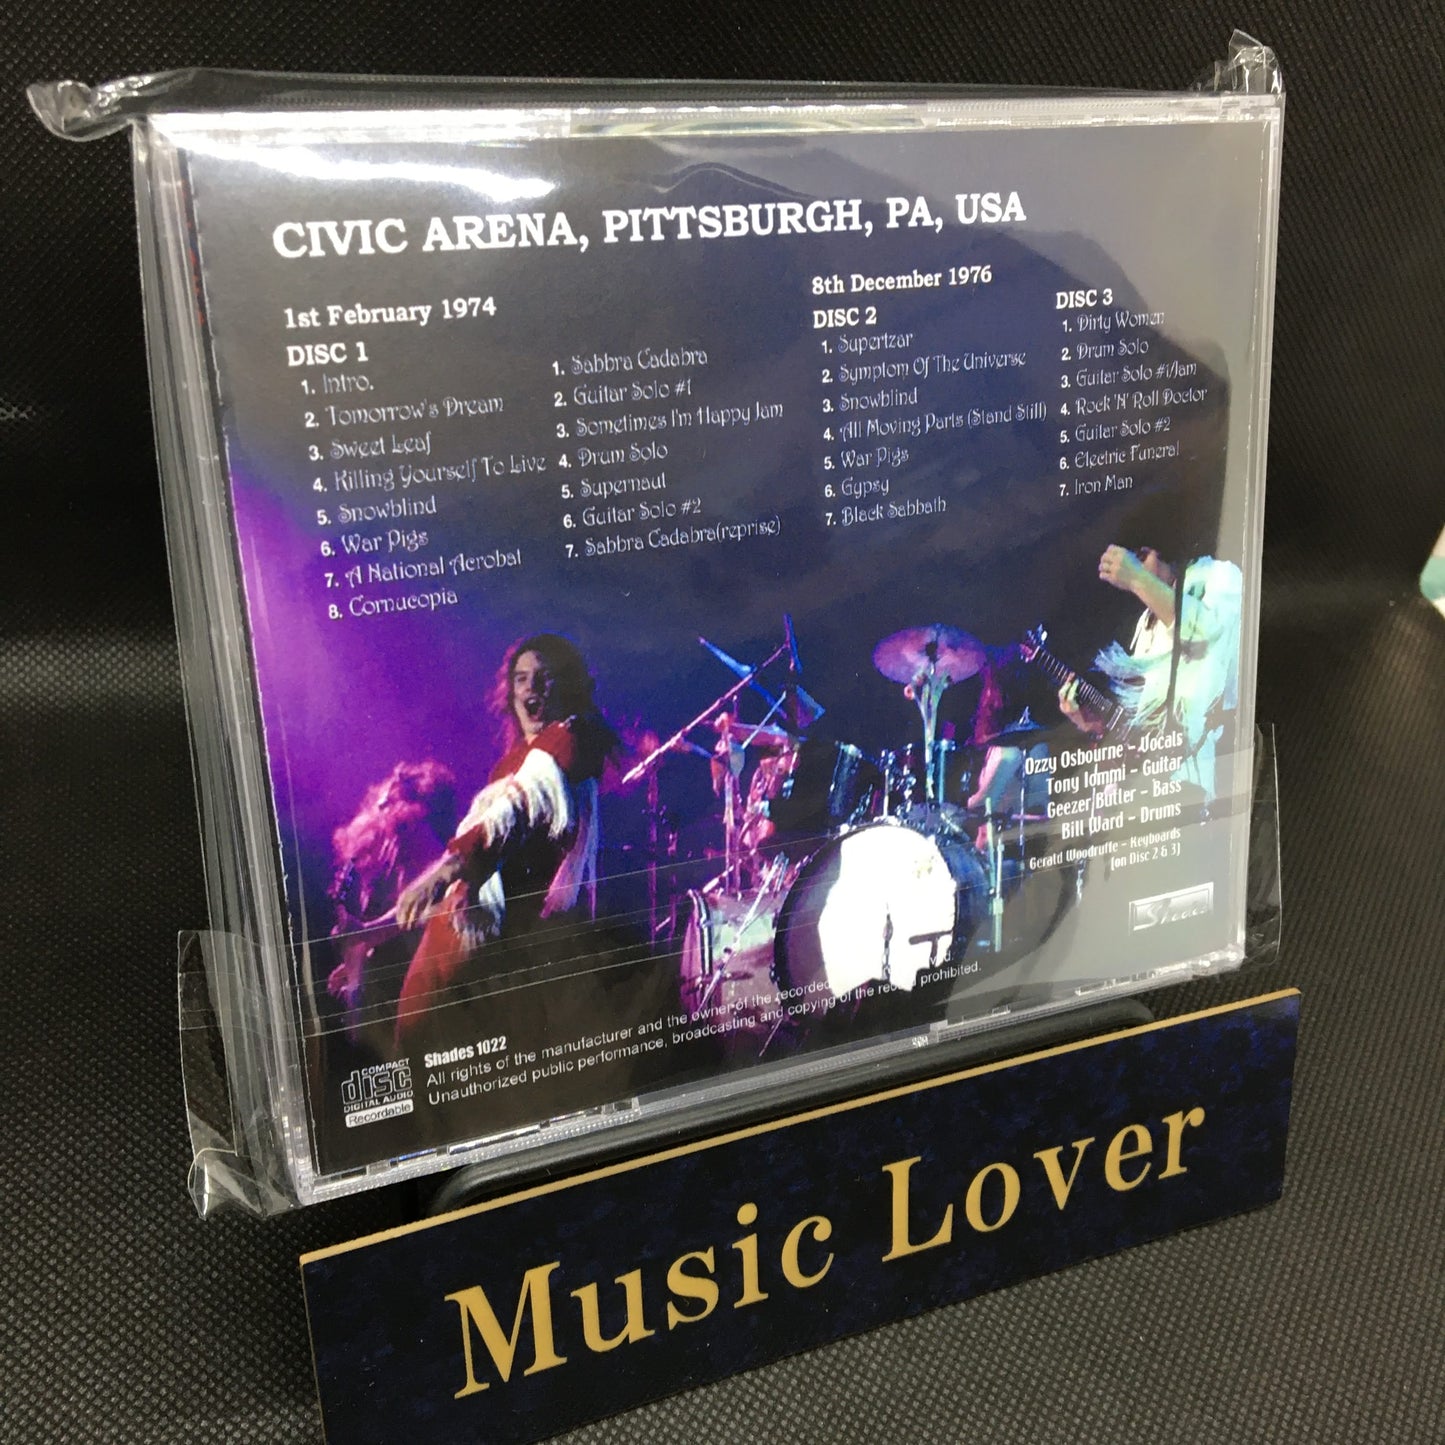 CIVIC ARENA, PITTSBURGH, PA, USA
1st February 1974
DISC 1
1. Intro.
2. Tomorrow's Dream
3. Sweet Leaf
4. Killing Yourself To Live
5. Snowblind
6. War Pigs
7. A National Acrobat
8. Cornucopia
1. Sabbra Cadabra
2. Guitar Solo #1
3. Sometimes I'm Happy Jam
4. Drum Solo
5. Supernaut
6. Guitar Solo #2
7. Sabbra Cadabra(reprise)
8th December 1976
DISC 2
1. Supertzar
2. Symptom Of The Universe
3. Snowblind
4. All Moving Parts (Stand Still)
5. War Pigs
6. Gypsy
7. Black Sabbath
DISC 3
1. Dirty Women
2. Drum Solo
3. Guitar Solo #1/Jam
4. Rock 'N' Roll Doctor
5. Guitar Solo #2
6. Electric Funeral
7. Iron Man
Ozzy Osbourne - Vocals
Tony Iommi - Guitar
Geezer Butler - Bass
Bill Ward - Drums
Gerald Woodruffe - Keyboards
(on Disc 2 & 3)
Shades
COMPACT
disc
DIGITAL AUDIO
Recordable
Shades 1022
All rights of the manufacturer and the owner of the recorded
Unauthorized public performance, broadcasting and copying of the record prohibited.
Music Lover